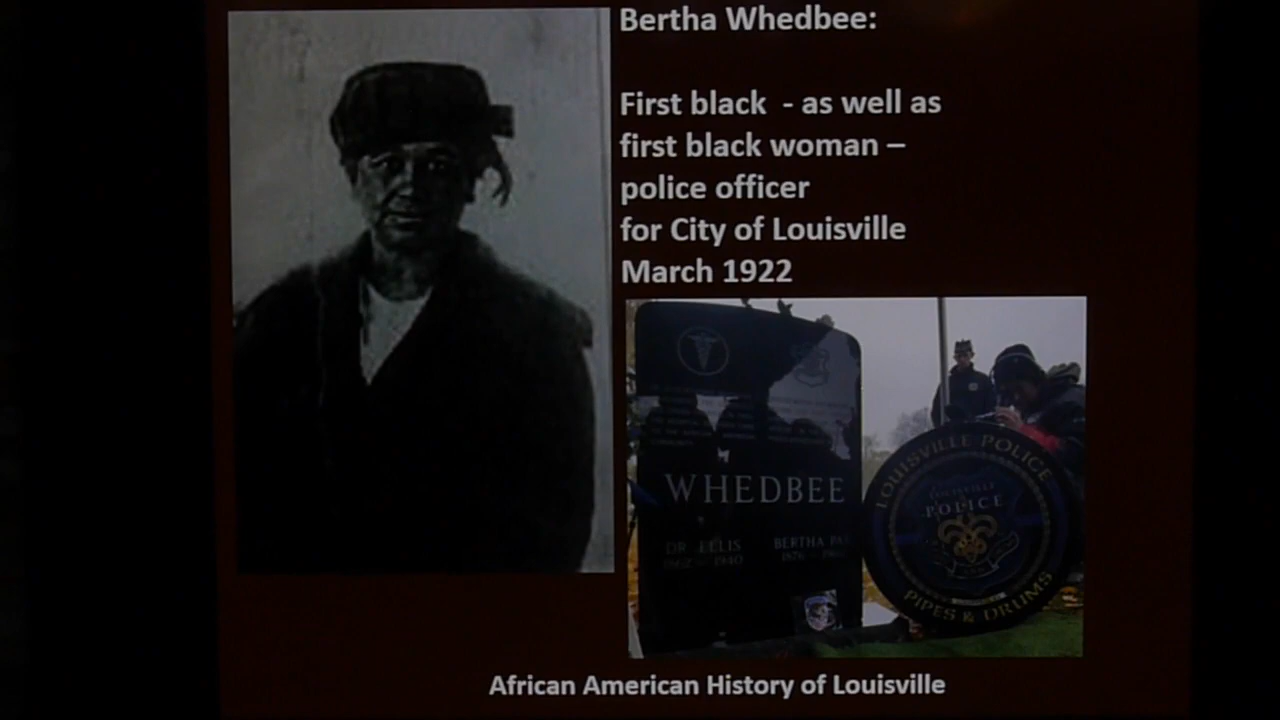 Bertha Whedbee:
First black - as well as
first black woman –
police officer
for City of Louisville
March 1922
WHEDBEE
DR. ELLIS
BERTHA
LOUISVILLE POLICE
LOUISVILLE
POLICE
PIPES & DRUMS
African American History of Louisville